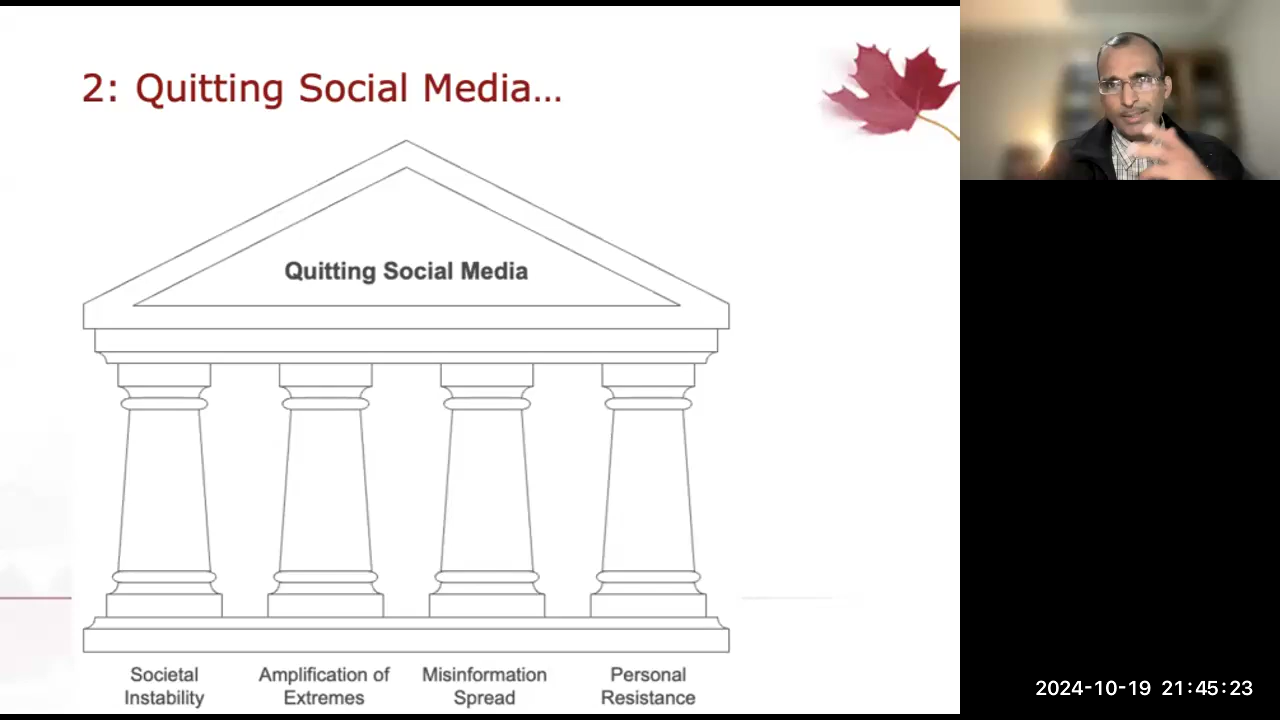 2: Quitting Social Media…
Quitting Social Media
Societal
Instability
Amplification of
Extremes
Misinformation
Spread
Personal
Resistance
2024-10-19 21:45:23